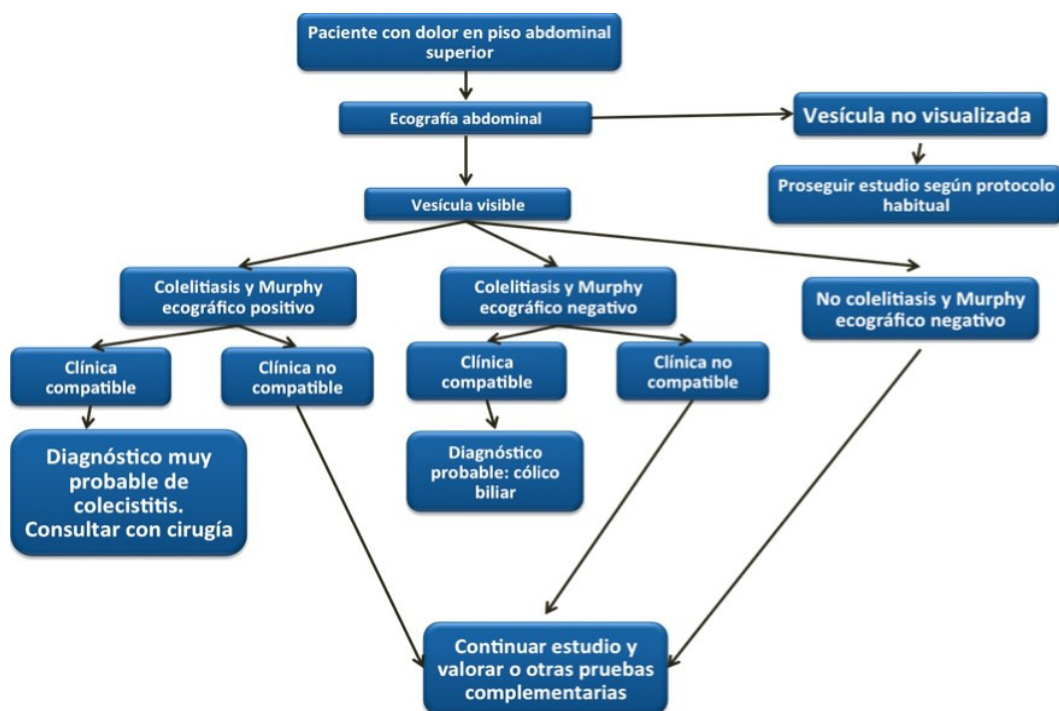 Paciente con dolor en piso abdominal
superior
Ecografía abdominal
Vesícula no visualizada
Proseguir estudio según protocolo
habitual
Vesícula visible
Colelitiasis y Murphy
ecográfico positivo
Colelitiasis y Murphy
ecográfico negativo
No colelitiasis y Murphy
ecográfico negativo
Clínica
compatible
Clínica no
compatible
Clínica
compatible
Clínica no
compatible
Diagnóstico muy
probable de
colecistitis.
Consultar con cirugía
Diagnóstico
probable: cólico
biliar
Continuar estudio y
valorar o otras pruebas
complementarias